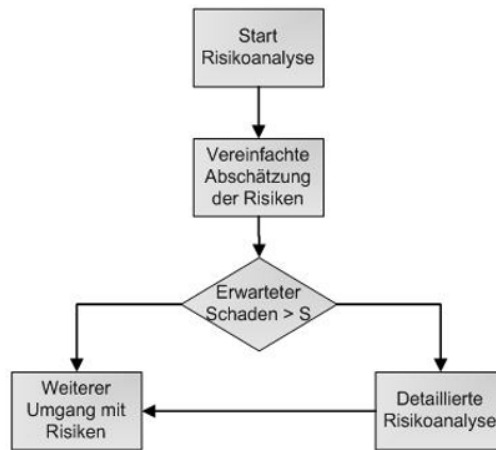 Start
Risikoanalyse
Vereinfachte
Abschätzung
der Risiken
Erwarteter
Schaden > S
Weiterer
Umgang mit
Risiken
Detaillierte
Risikoanalyse